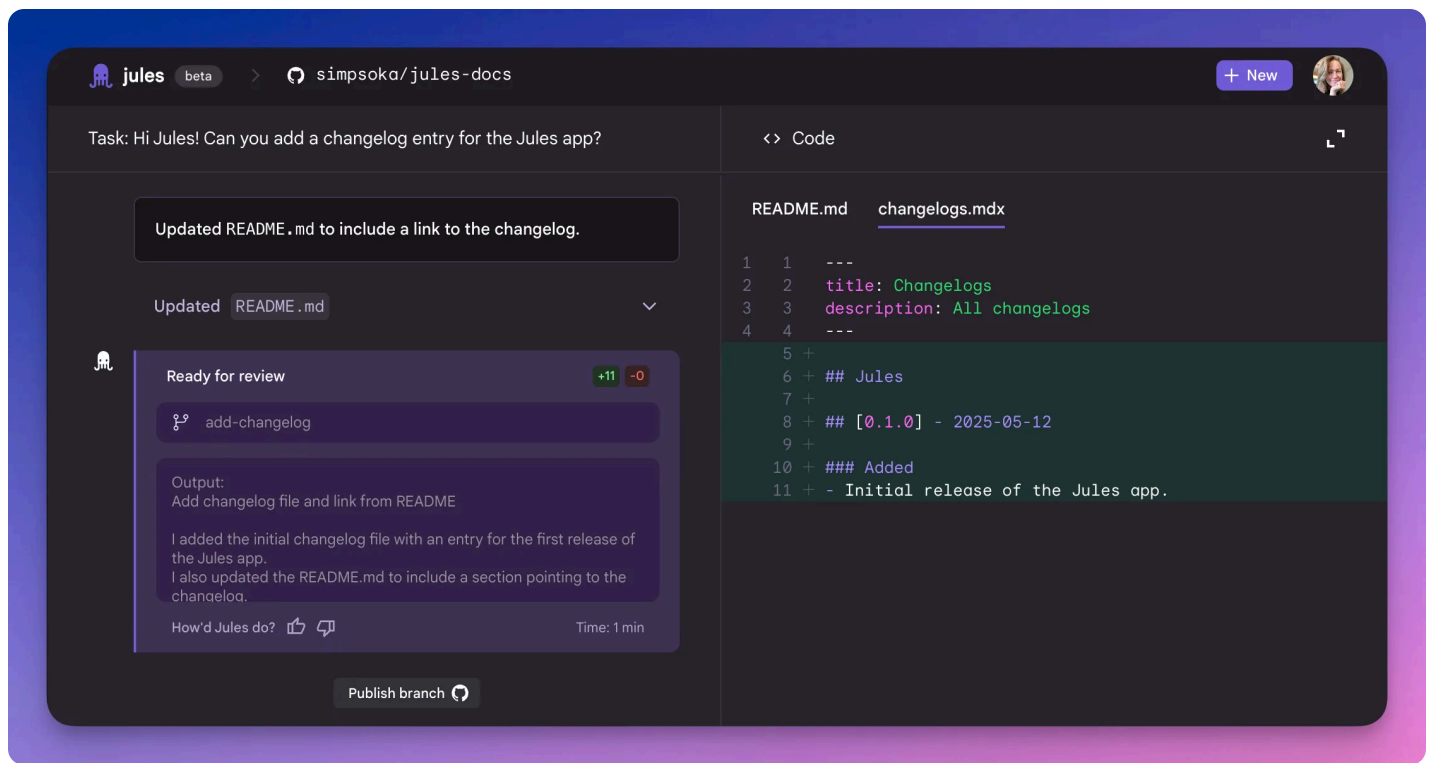 jules beta simpsoka/jules-docs + New
Task: Hi Jules! Can you add a changelog entry for the Jules app?
<> Code
Updated README.md to include a link to the changelog.
Updated README.md
Ready for review +11 -0
add-changelog
Output:
Add changelog file and link from README
I added the initial changelog file with an entry for the first release of
the Jules app.
I also updated the README.md to include a section pointing to the
changelog.
How'd Jules do? Time: 1 min
Publish branch
README.md changelogs.mdx
1 1 ---
2 2 title: Changelogs
3 3 description: All changelogs
4 4 ---
5 +
6 + ## Jules
7 +
8 + ## [0.1.0] - 2025-05-12
9 +
10 + ### Added
11 + - Initial release of the Jules app.